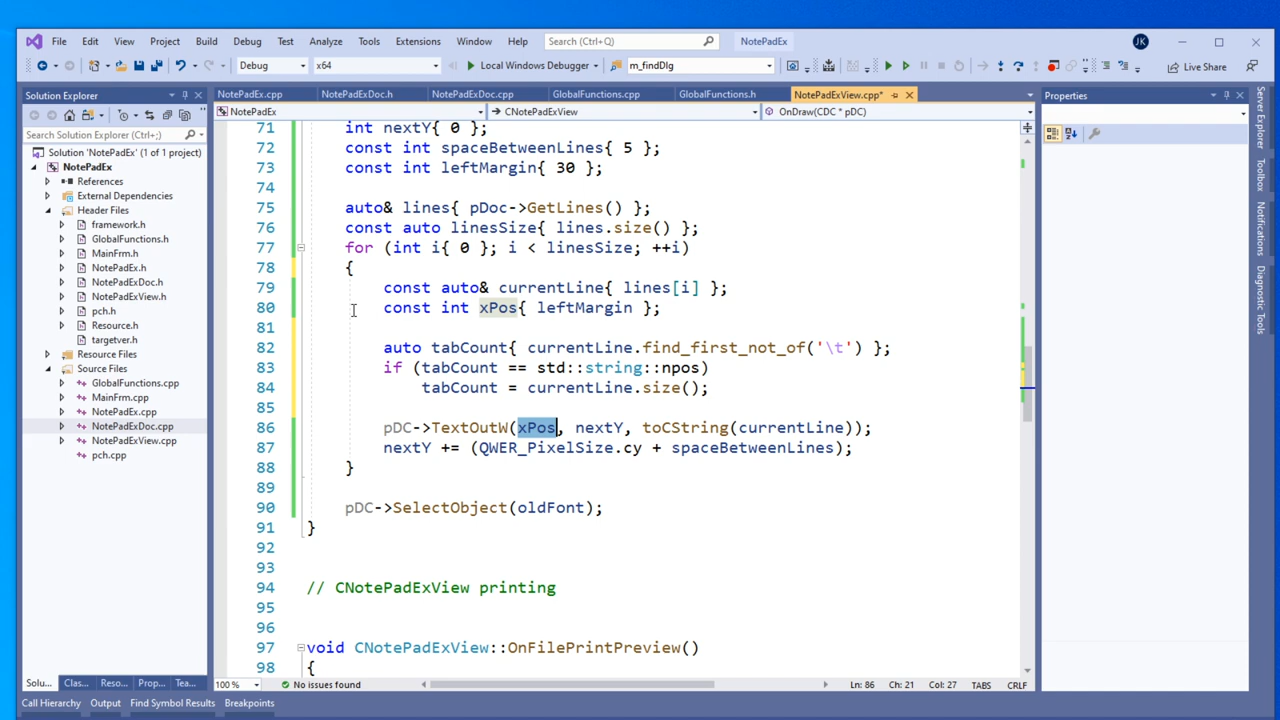 File Edit View Project Build Debug Test Analyze Tools Extensions Window Help Search (Ctrl+Q) NotePadEx JK
Debug x64 Local Windows Debugger m_findDlg Live Share
Solution Explorer
Search Solution Explorer (Ctrl+;)
Solution 'NotePadEx' (1 of 1 project)
NotePadEx
References
External Dependencies
Header Files
framework.h
GlobalFunctions.h
MainFrm.h
NotePadEx.h
NotePadExDoc.h
NotePadExView.h
pch.h
Resource.h
targetver.h
Resource Files
Source Files
GlobalFunctions.cpp
MainFrm.cpp
NotePadEx.cpp
NotePadExDoc.cpp
NotePadExView.cpp
pch.cpp
Solu... Clas... Reso... Prop... Tea...
NotePadEx.cpp NotePadExDoc.h NotePadExDoc.cpp GlobalFunctions.cpp GlobalFunctions.h NotePadExView.cpp*
NotePadEx CNotePadExView OnDraw(CDC * pDC)
71 int nextY{ 0 };
72 const int spaceBetweenLines{ 5 };
73 const int leftMargin{ 30 };
74
75 auto& lines{ pDoc->GetLines() };
76 const auto linesSize{ lines.size() };
77 for (int i{ 0 }; i < linesSize; ++i)
78 {
79 const auto& currentLine{ lines[i] };
80 const int xPos{ leftMargin };
81
82 auto tabCount{ currentLine.find_first_not_of('\t') };
83 if (tabCount == std::string::npos)
84 tabCount = currentLine.size();
85
86 pDC->TextOutW(xPos, nextY, toCString(currentLine));
87 nextY += (QWER_PixelSize.cy + spaceBetweenLines);
88 }
89
90 pDC->SelectObject(oldFont);
91 }
92
93
94 // CNotePadExView printing
95
96
97 void CNotePadExView::OnFilePrintPreview()
98 {
100 % No issues found Ln: 86 Ch: 21 Col: 27 TABS CRLF
Properties
Server Explorer
Toolbox
Notifications
Diagnostic Tools
Call Hierarchy Output Find Symbol Results Breakpoints